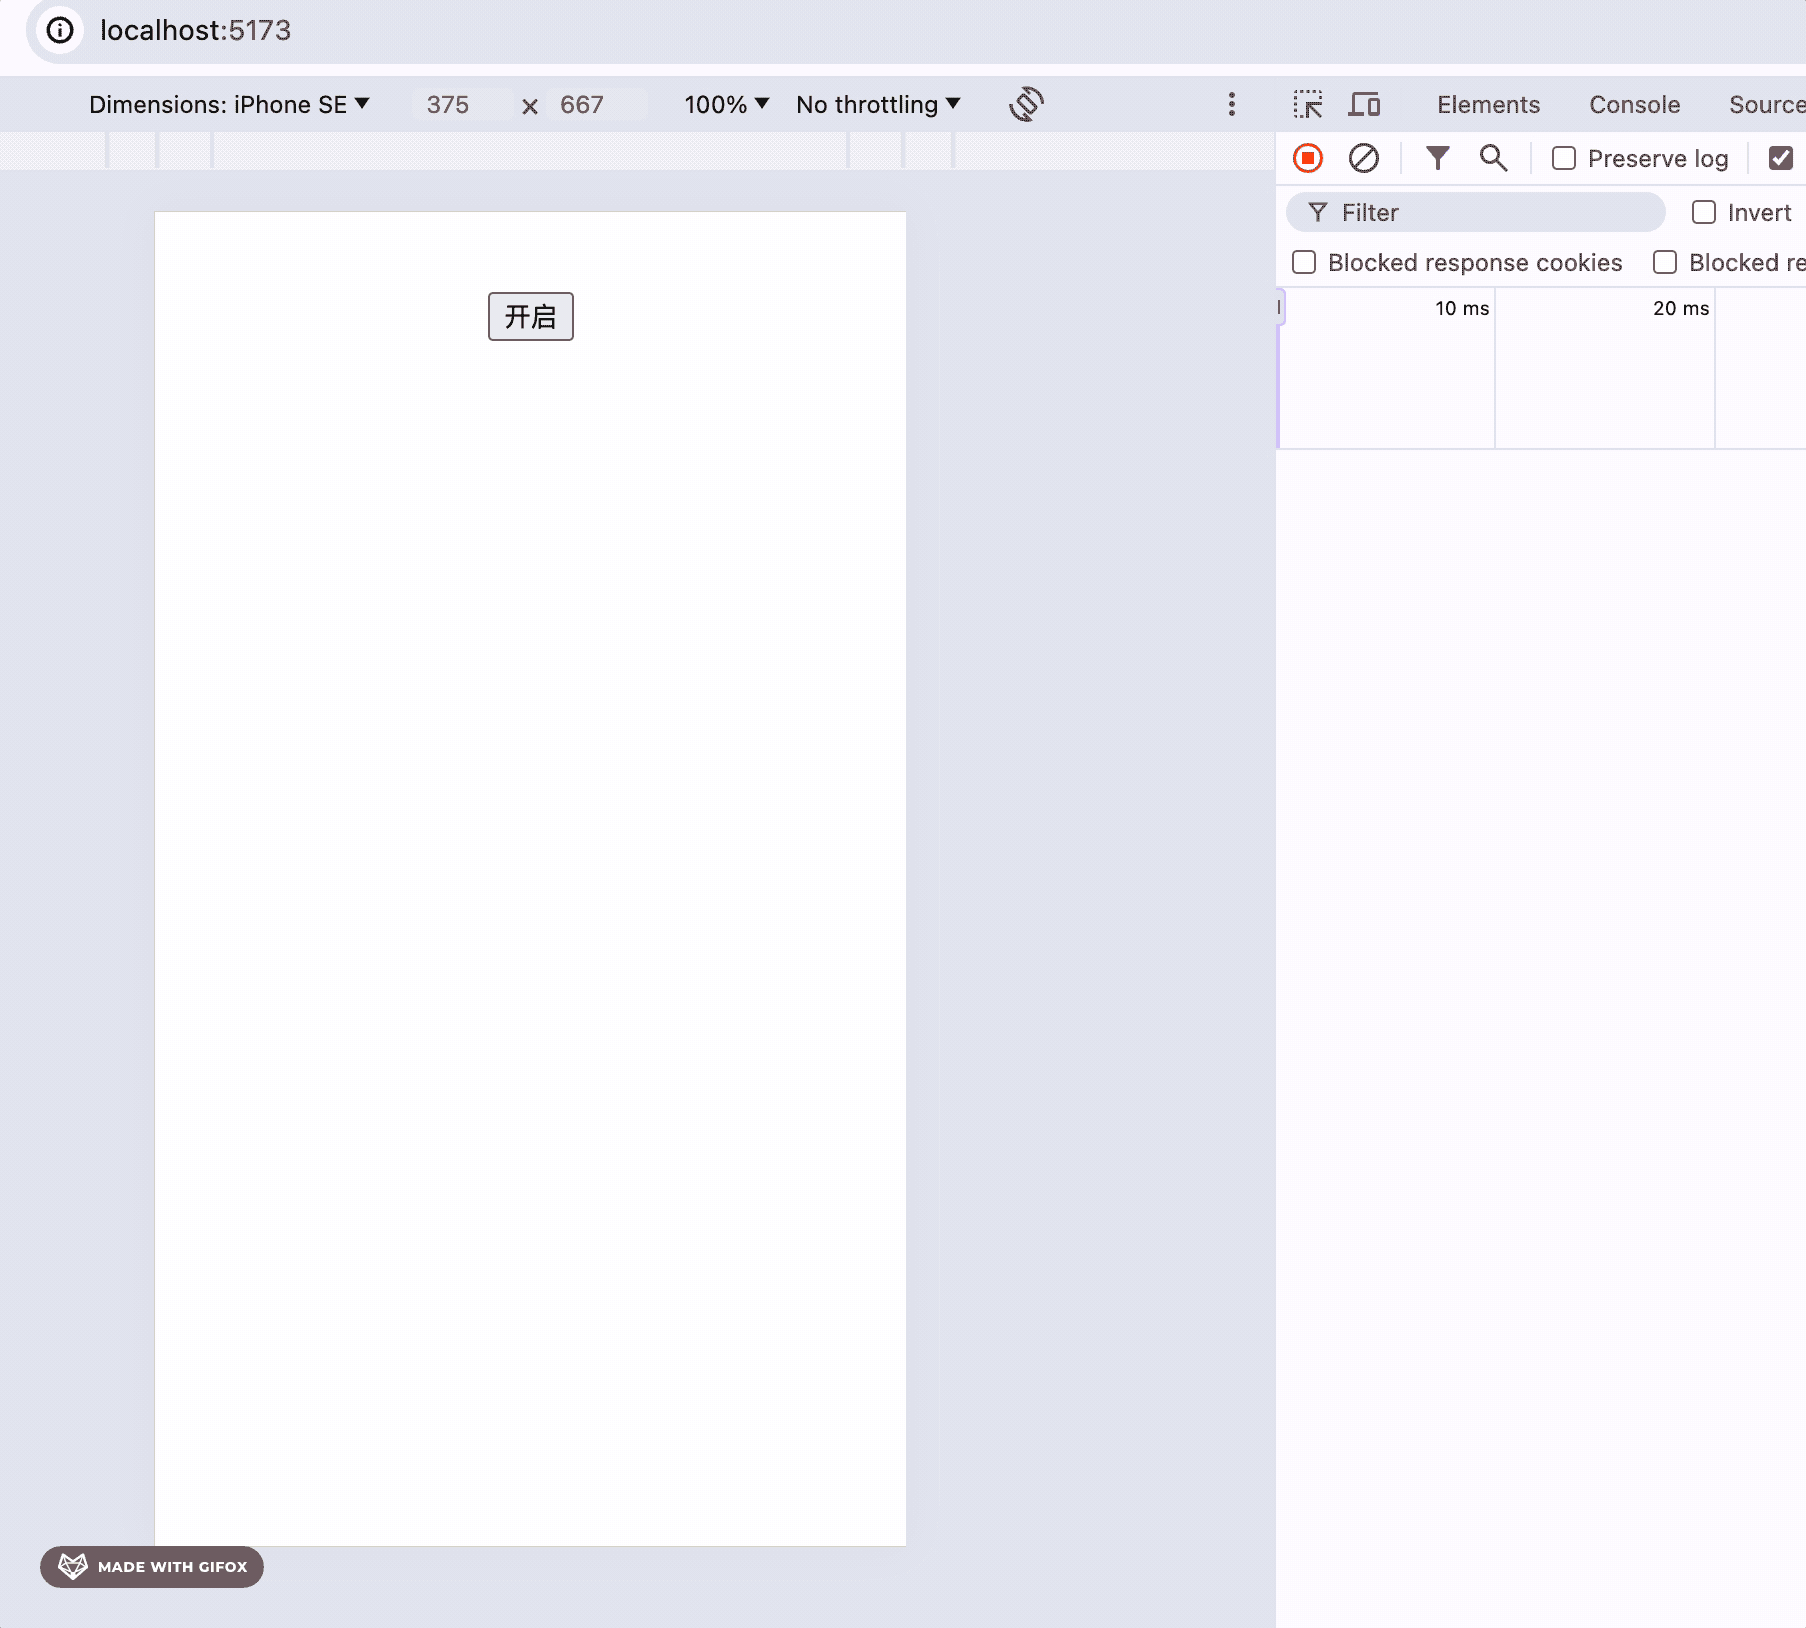 localhost:5173
Dimensions: iPhone SE 375 × 667 100% No throttling
Elements Console Source
Preserve log
Filter Invert
Blocked response cookies Blocked re
10 ms 20 ms
开启
MADE WITH GIFOX